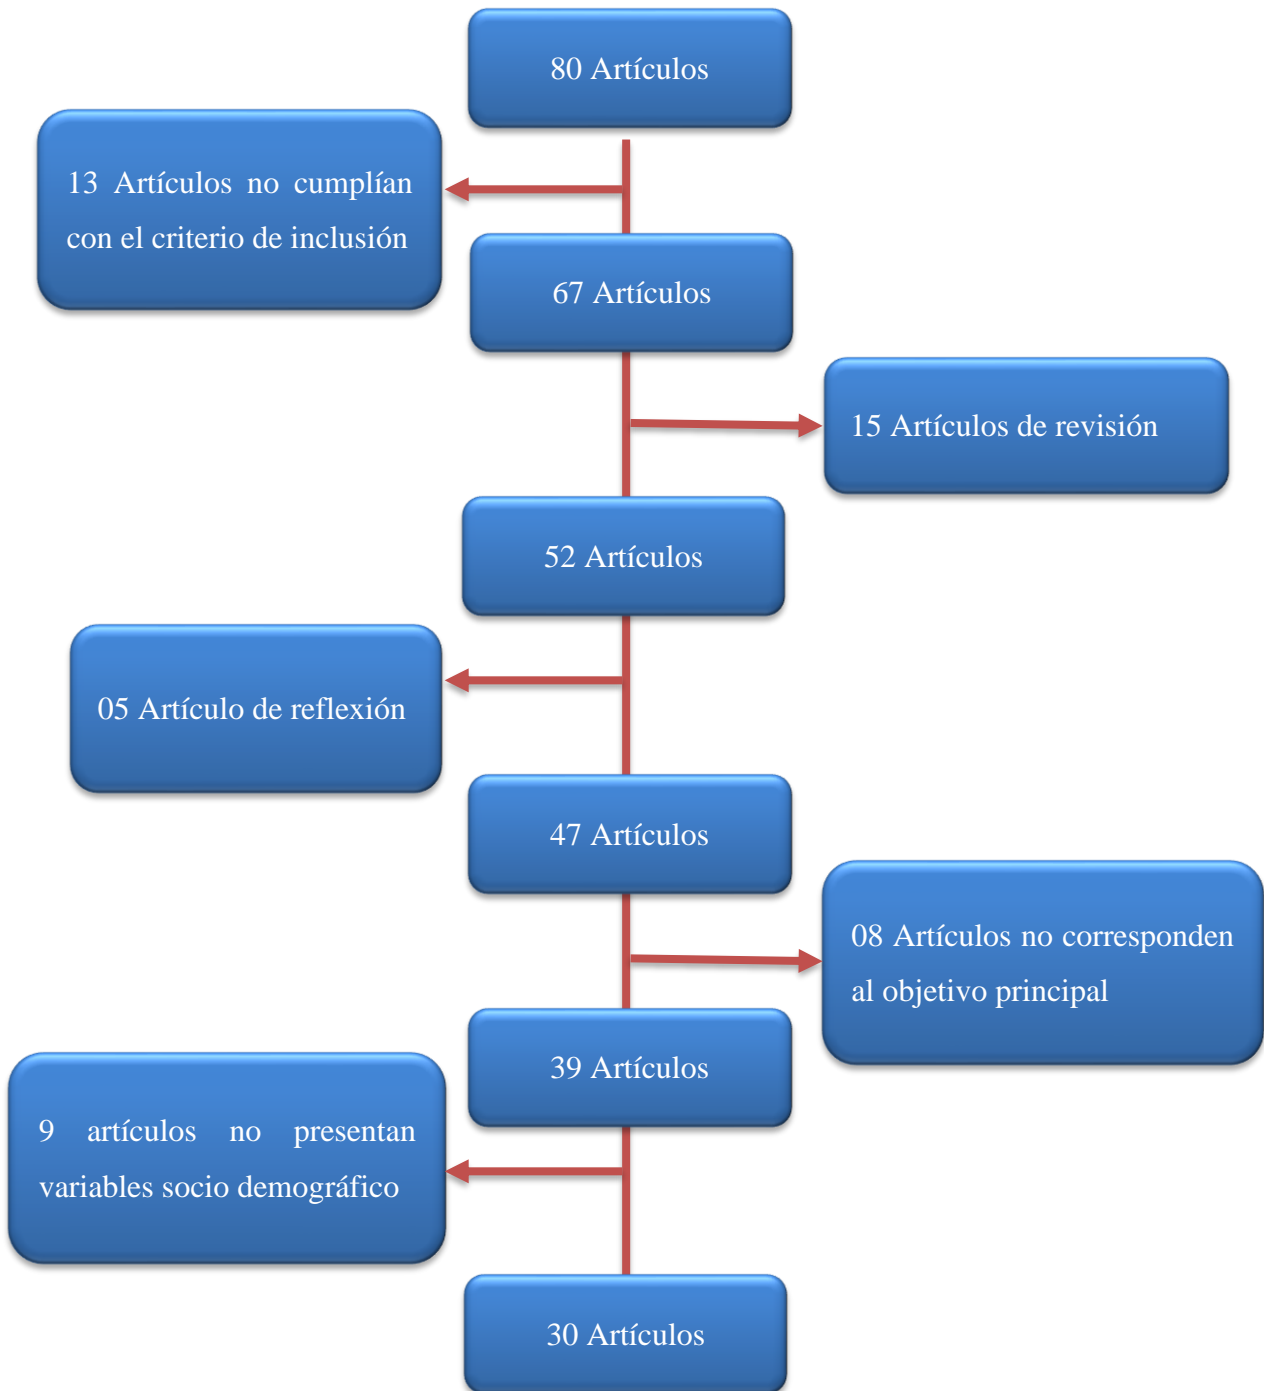 80 Artículos
13 Artículos no cumplían
con el criterio de inclusión
67 Artículos
15 Artículos de revisión
52 Artículos
05 Artículo de reflexión
47 Artículos
08 Artículos no corresponden
al objetivo principal
39 Artículos
9 artículos no presentan
variables socio demográfico
30 Artículos